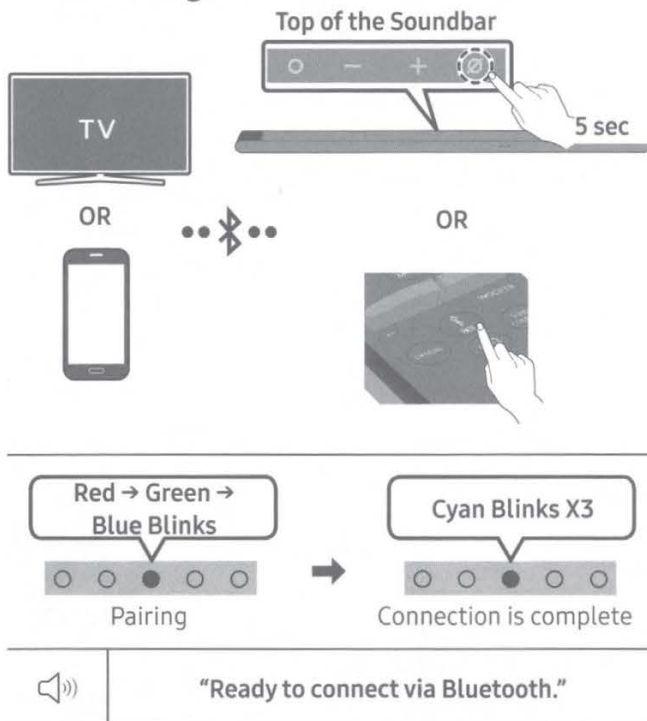 Top of the Soundbar
TV
5 sec
OR
OR
Red → Green →
Blue Blinks
Cyan Blinks X3
Pairing
Connection is complete
"Ready to connect via Bluetooth."